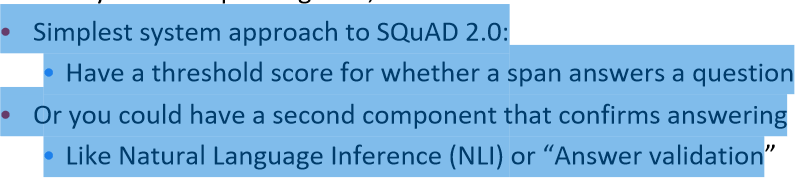 • Simplest system approach to SQuAD 2.0:
• Have a threshold score for whether a span answers a question
• Or you could have a second component that confirms answering
• Like Natural Language Inference (NLI) or “Answer validation”